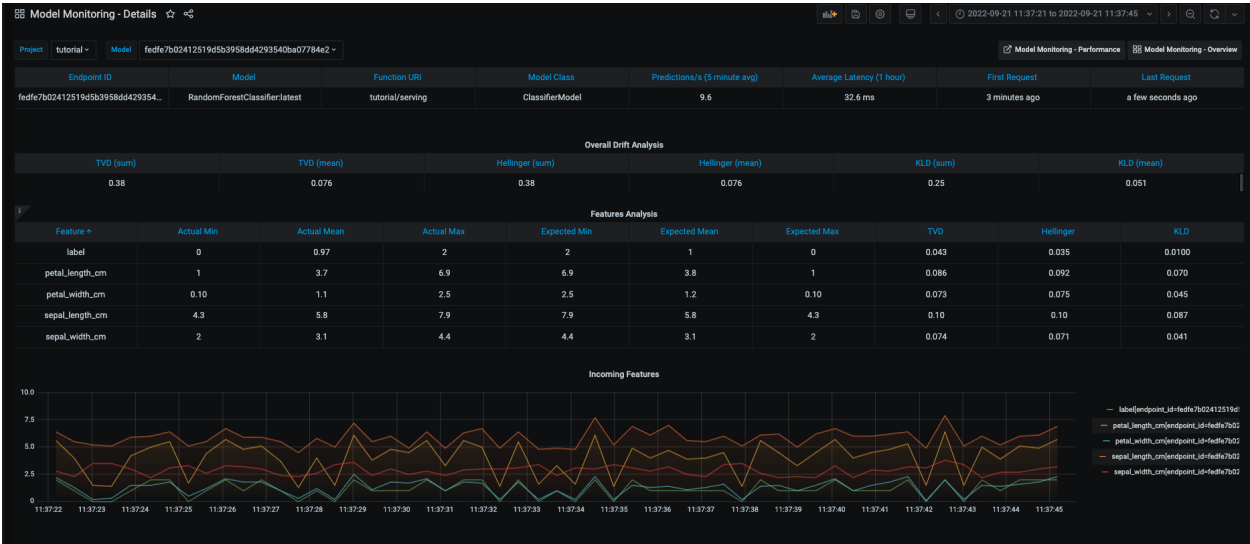 Model Monitoring - Details
2022-09-21 11:37:21 to 2022-09-21 11:37:45
Project tutorial Model fedfe7b02412519d5b3958dd4293540ba07784e2
Model Monitoring - Performance Model Monitoring - Overview
Endpoint ID Model Function URI Model Class Predictions/s (5 minute avg) Average Latency (1 hour) First Request Last Request
fedfe7b02412519d5b3958dd429354... RandomForestClassifier:latest tutorial/serving ClassifierModel 9.6 32.6 ms 3 minutes ago a few seconds ago
Overall Drift Analysis
TVD (sum) TVD (mean) Hellinger (sum) Hellinger (mean) KLD (sum) KLD (mean)
0.38 0.076 0.38 0.076 0.25 0.051
i
Features Analysis
Feature Actual Min Actual Mean Actual Max Expected Min Expected Mean Expected Max TVD Hellinger KLD
label 0 0.97 2 2 1 0 0.043 0.035 0.0100
petal_length_cm 1 3.7 6.9 6.9 3.8 1 0.086 0.092 0.070
petal_width_cm 0.10 1.1 2.5 2.5 1.2 0.10 0.073 0.075 0.045
sepal_length_cm 4.3 5.8 7.9 7.9 5.8 4.3 0.10 0.10 0.087
sepal_width_cm 2 3.1 4.4 4.4 3.1 2 0.074 0.071 0.041
Incoming Features
10.0
7.5
5.0
2.5
0
11:37:22 11:37:23 11:37:24 11:37:25 11:37:26 11:37:27 11:37:28 11:37:29 11:37:30 11:37:31 11:37:32 11:37:33 11:37:34 11:37:35 11:37:36 11:37:37 11:37:38 11:37:39 11:37:40 11:37:41 11:37:42 11:37:43 11:37:44 11:37:45
label[endpoint_id=fedfe7b02412519d!
petal_length_cm[endpoint_id=fedfe7b02
petal_width_cm[endpoint_id=fedfe7b02
sepal_length_cm[endpoint_id=fedfe7b02
sepal_width_cm[endpoint_id=fedfe7b02